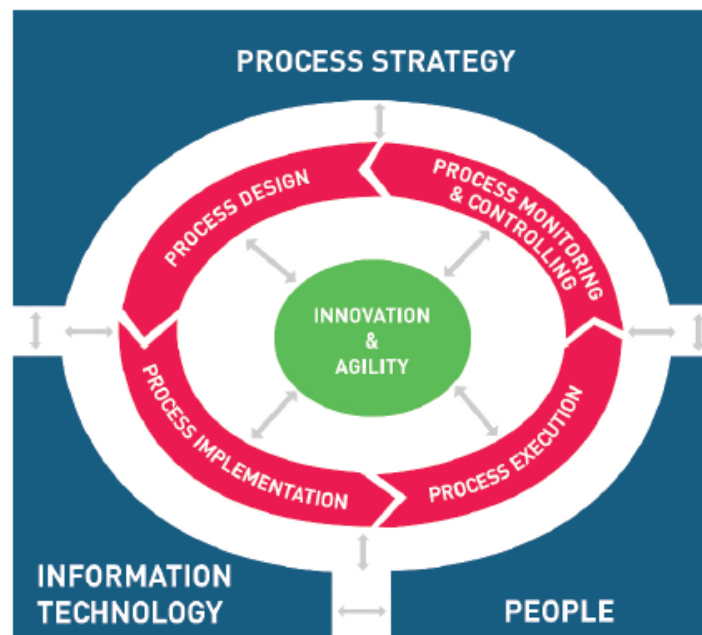 PROCESS STRATEGY
PROCESS DESIGN
PROCESS MONITORING
& CONTROLLING
INNOVATION
&
AGILITY
PROCESS IMPLEMENTATION
PROCESS EXECUTION
INFORMATION
TECHNOLOGY
PEOPLE